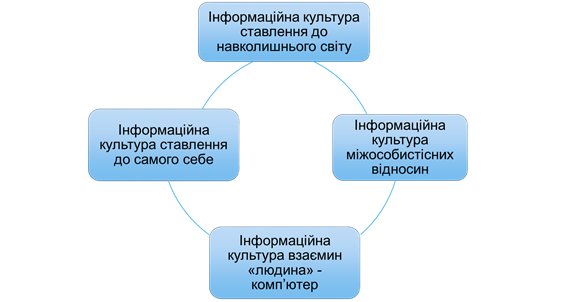 Інформаційна культура
ставлення до
навколишнього світу
Інформаційна
культура ставлення
до самого себе
Інформаційна
культура
міжособистісних
відносин
Інформаційна
культура взаємин
«людина» -
комп’ютер